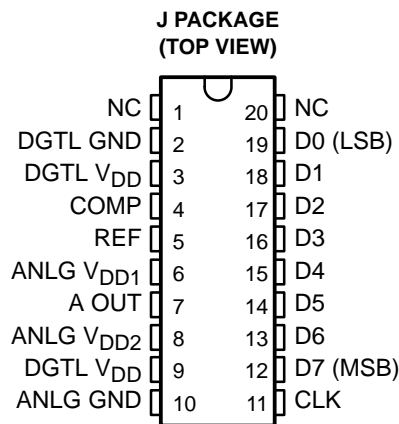 J PACKAGE
(TOP VIEW)
NC 1 20 NC
DGTL GND 2 19 D0 (LSB)
DGTL VDD 3 18 D1
COMP 4 17 D2
REF 5 16 D3
ANLG VDD1 6 15 D4
A OUT 7 14 D5
ANLG VDD2 8 13 D6
DGTL VDD 9 12 D7 (MSB)
ANLG GND 10 11 CLK